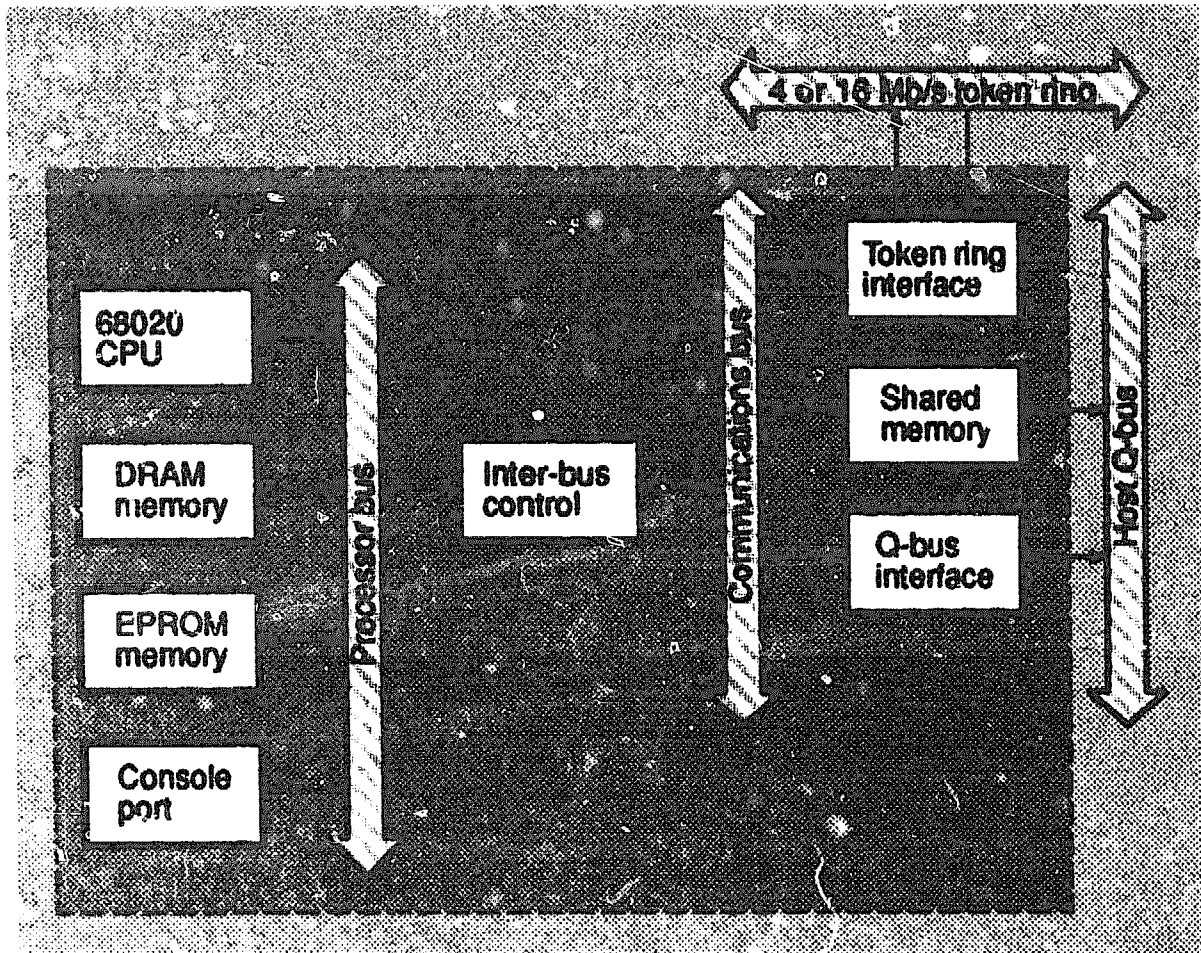 4 or 16 Mb/s token ring
Token ring
interface
68020
CPU
Shared
memory
DRAM
memory
Inter-bus
control
Q-bus
interface
EPROM
memory
Console
port
Processor bus
Communications bus
Host Q-bus